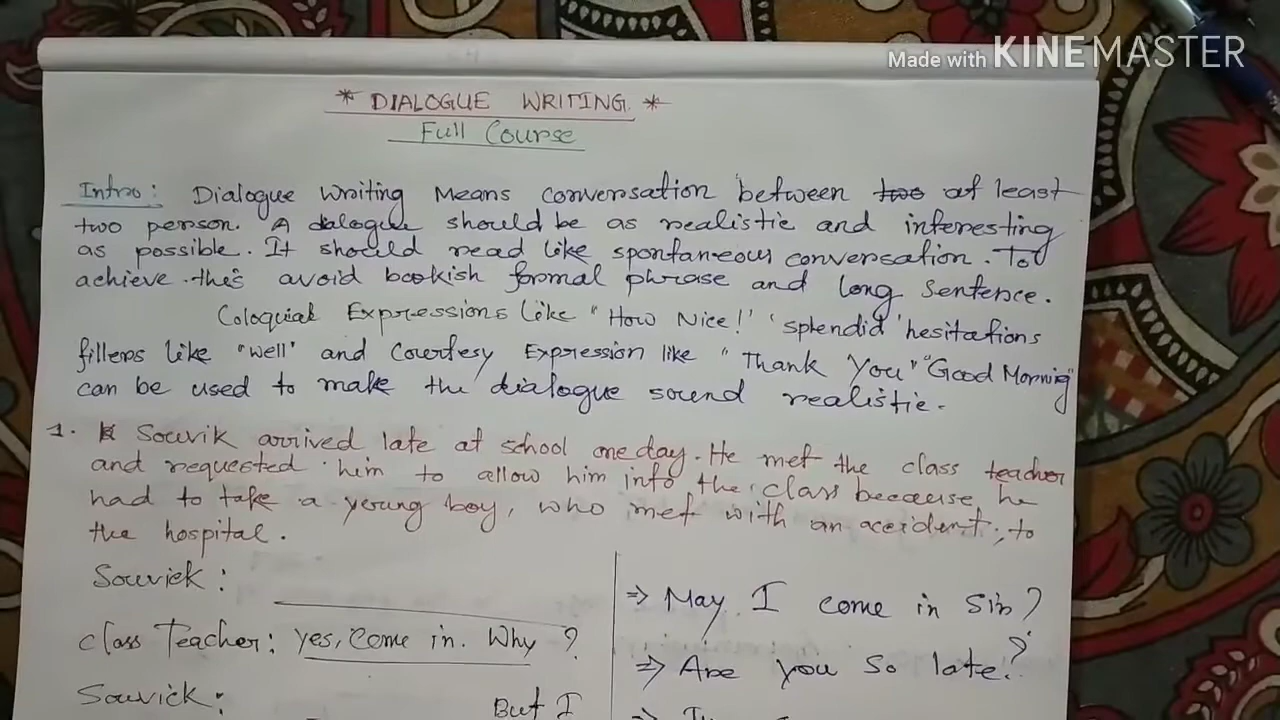 Made with KINEMASTER
* DIALOGUE WRITING. *
Full Course
Intro: Dialogue Writing Means conversation between two at least
two person. A dalogue should be as realistic and interesting
as possible. It should read like spontaneous conversation. To
achieve this avoid bookish formal phrase and long sentence.
Coloquial Expressions like "How Nice!" 'splendid' hesitations
fillers like "well" and Courtesy Expression like "Thank You" "Good Mornig"
can be used to make the dialogue sound realistic.
1. Souvik arrived late at school one day. He met the class teacher
and requested him to allow him into the class because he
had to take a young boy, who met with an accident, to
the hospital.
Souvick:
⇒ May I come in Sir?
Class Teacher: Yes, Come in. Why ?
⇒ Are you so late?
Souvick: But I